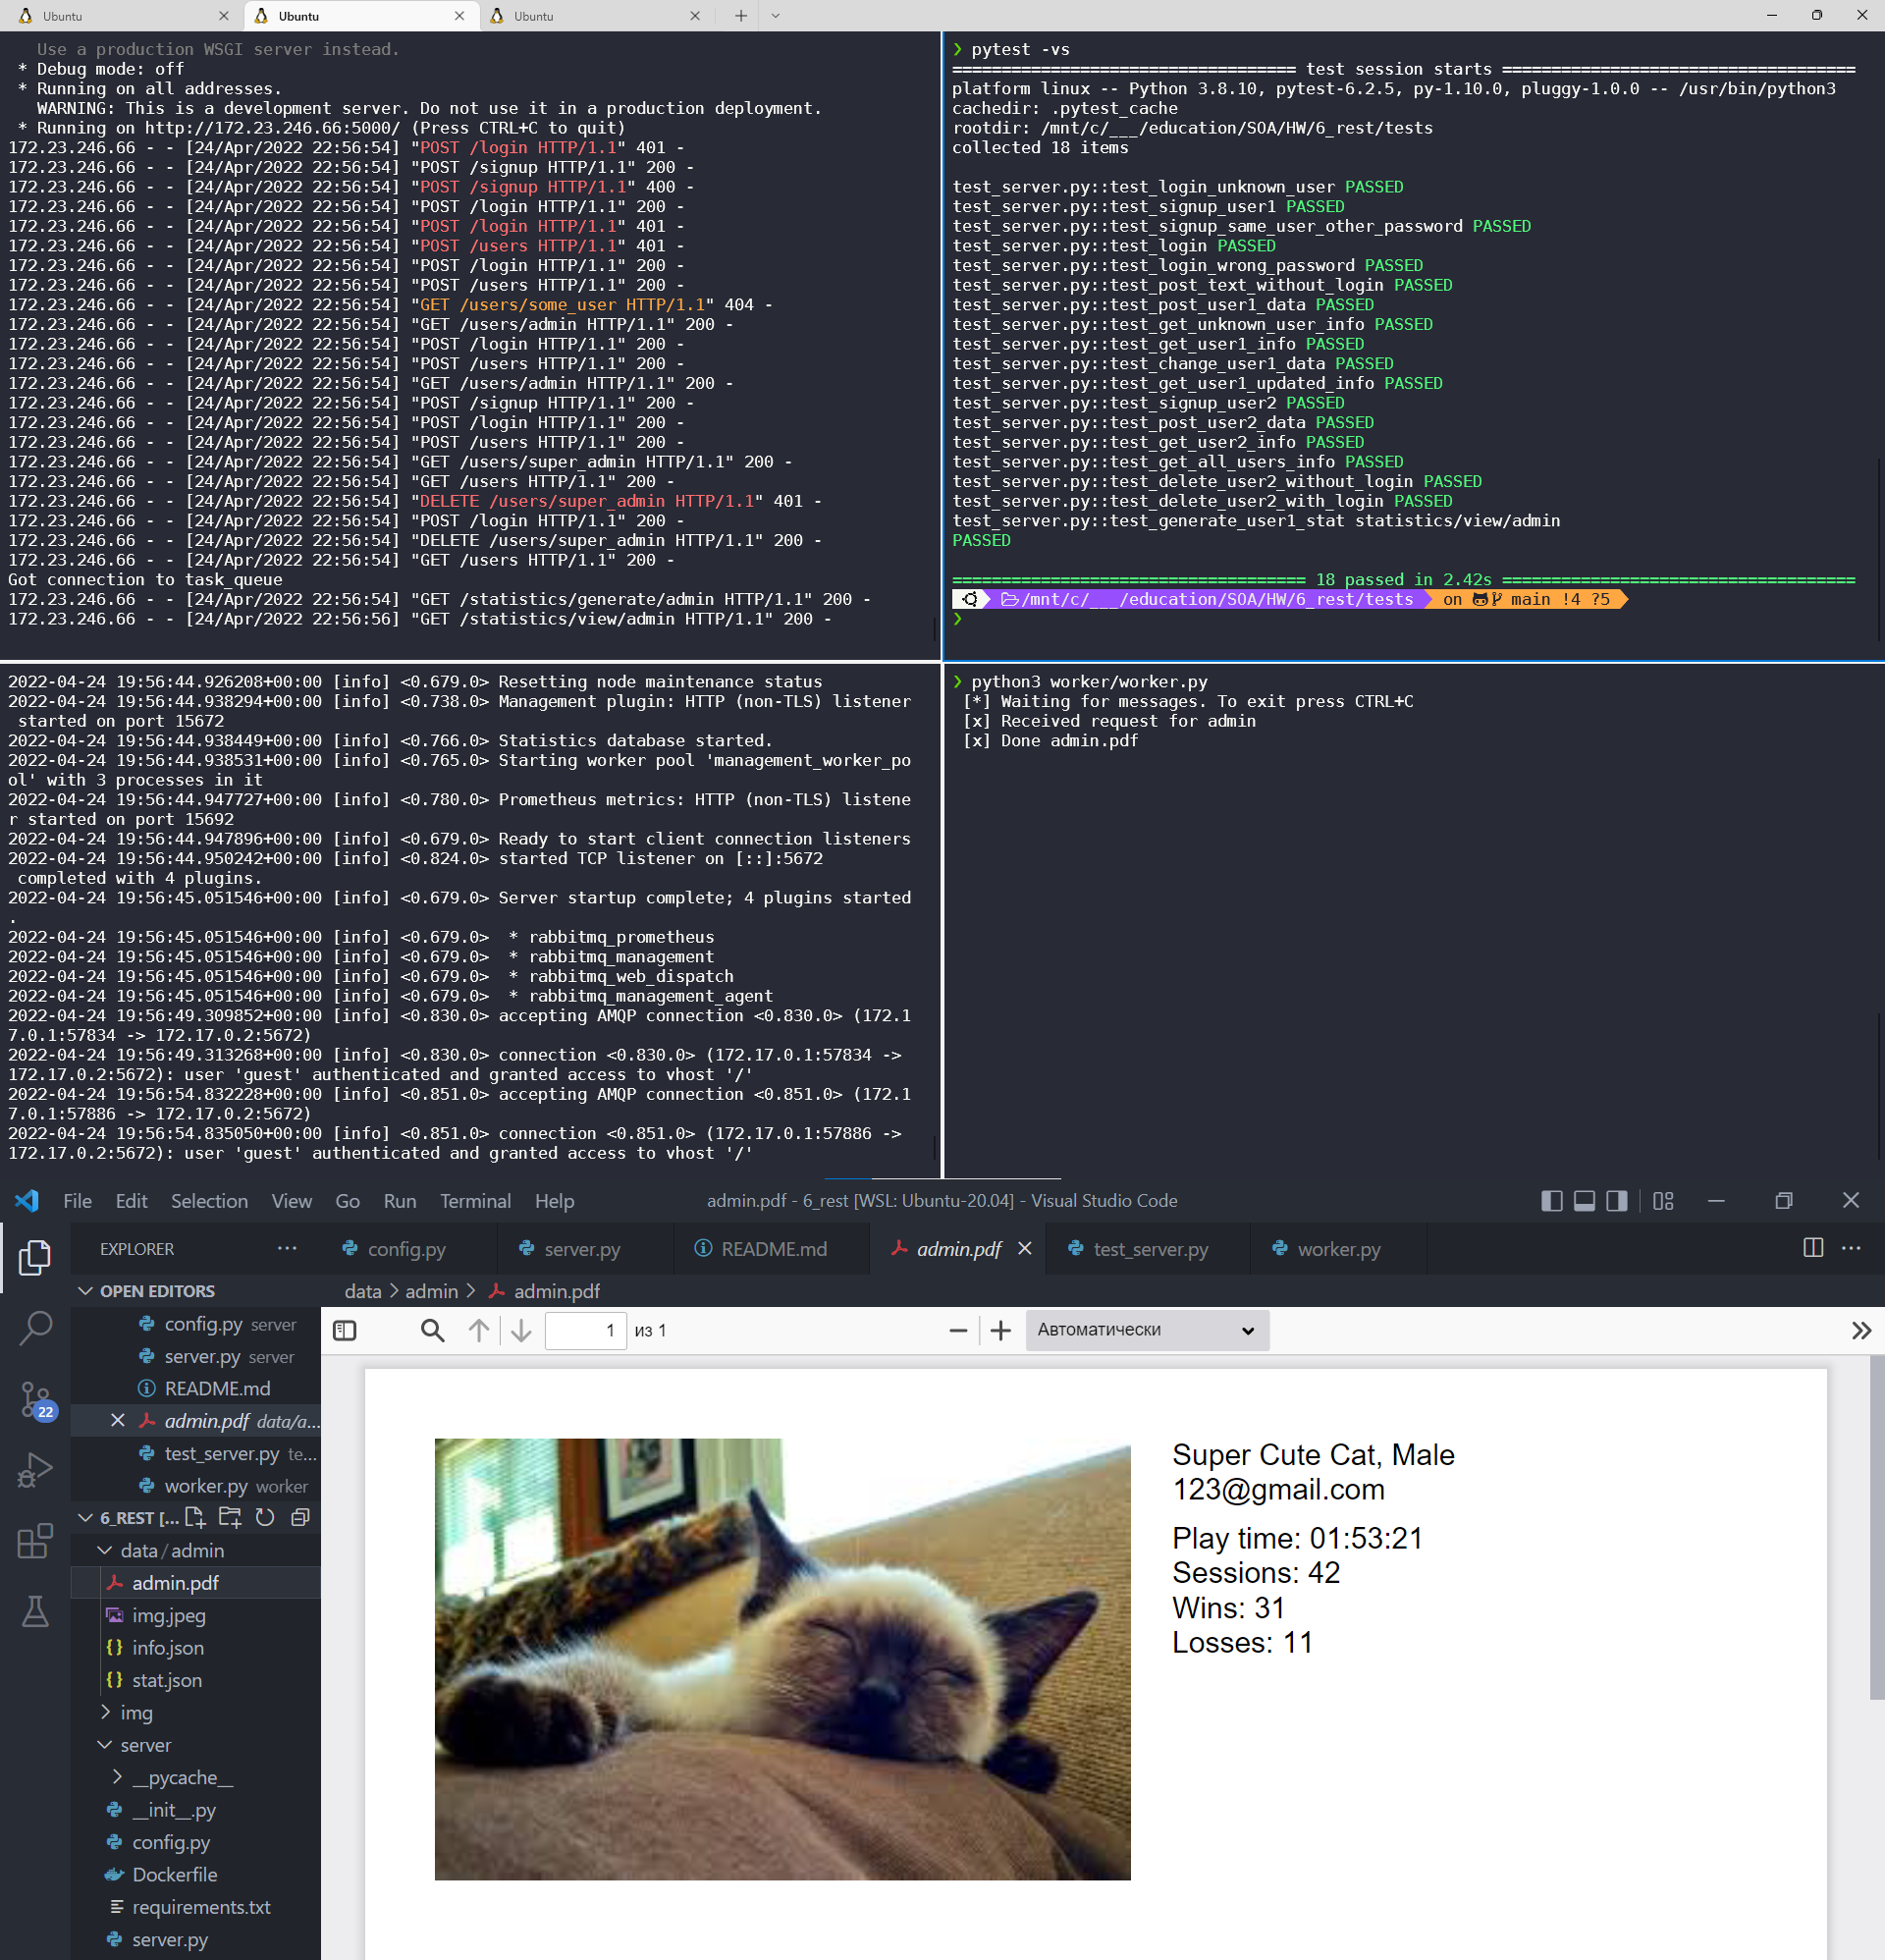 Ubuntu
Ubuntu
Ubuntu
Use a production WSGI server instead.
* Debug mode: off
* Running on all addresses.
WARNING: This is a development server. Do not use it in a production deployment.
* Running on http://172.23.246.66:5000/ (Press CTRL+C to quit)
172.23.246.66 - - [24/Apr/2022 22:56:54] "POST /login HTTP/1.1" 401 -
172.23.246.66 - - [24/Apr/2022 22:56:54] "POST /signup HTTP/1.1" 200 -
172.23.246.66 - - [24/Apr/2022 22:56:54] "POST /signup HTTP/1.1" 400 -
172.23.246.66 - - [24/Apr/2022 22:56:54] "POST /login HTTP/1.1" 200 -
172.23.246.66 - - [24/Apr/2022 22:56:54] "POST /login HTTP/1.1" 401 -
172.23.246.66 - - [24/Apr/2022 22:56:54] "POST /users HTTP/1.1" 401 -
172.23.246.66 - - [24/Apr/2022 22:56:54] "POST /login HTTP/1.1" 200 -
172.23.246.66 - - [24/Apr/2022 22:56:54] "POST /users HTTP/1.1" 200 -
172.23.246.66 - - [24/Apr/2022 22:56:54] "GET /users/some_user HTTP/1.1" 404 -
172.23.246.66 - - [24/Apr/2022 22:56:54] "GET /users/admin HTTP/1.1" 200 -
172.23.246.66 - - [24/Apr/2022 22:56:54] "POST /login HTTP/1.1" 200 -
172.23.246.66 - - [24/Apr/2022 22:56:54] "POST /users HTTP/1.1" 200 -
172.23.246.66 - - [24/Apr/2022 22:56:54] "GET /users/admin HTTP/1.1" 200 -
172.23.246.66 - - [24/Apr/2022 22:56:54] "POST /signup HTTP/1.1" 200 -
172.23.246.66 - - [24/Apr/2022 22:56:54] "POST /login HTTP/1.1" 200 -
172.23.246.66 - - [24/Apr/2022 22:56:54] "POST /users HTTP/1.1" 200 -
172.23.246.66 - - [24/Apr/2022 22:56:54] "GET /users/super_admin HTTP/1.1" 200 -
172.23.246.66 - - [24/Apr/2022 22:56:54] "GET /users HTTP/1.1" 200 -
172.23.246.66 - - [24/Apr/2022 22:56:54] "DELETE /users/super_admin HTTP/1.1" 401 -
172.23.246.66 - - [24/Apr/2022 22:56:54] "POST /login HTTP/1.1" 200 -
172.23.246.66 - - [24/Apr/2022 22:56:54] "DELETE /users/super_admin HTTP/1.1" 200 -
172.23.246.66 - - [24/Apr/2022 22:56:54] "GET /users HTTP/1.1" 200 -
Got connection to task_queue
172.23.246.66 - - [24/Apr/2022 22:56:54] "GET /statistics/generate/admin HTTP/1.1" 200 -
172.23.246.66 - - [24/Apr/2022 22:56:56] "GET /statistics/view/admin HTTP/1.1" 200 -
❯ pytest -vs
=================================== test session starts ====================================
platform linux -- Python 3.8.10, pytest-6.2.5, py-1.10.0, pluggy-1.0.0 -- /usr/bin/python3
cachedir: .pytest_cache
rootdir: /mnt/c/___/education/SOA/HW/6_rest/tests
collected 18 items
test_server.py::test_login_unknown_user PASSED
test_server.py::test_signup_user1 PASSED
test_server.py::test_signup_same_user_other_password PASSED
test_server.py::test_login PASSED
test_server.py::test_login_wrong_password PASSED
test_server.py::test_post_text_without_login PASSED
test_server.py::test_post_user1_data PASSED
test_server.py::test_get_unknown_user_info PASSED
test_server.py::test_get_user1_info PASSED
test_server.py::test_change_user1_data PASSED
test_server.py::test_get_user1_updated_info PASSED
test_server.py::test_signup_user2 PASSED
test_server.py::test_post_user2_data PASSED
test_server.py::test_get_user2_info PASSED
test_server.py::test_get_all_users_info PASSED
test_server.py::test_delete_user2_without_login PASSED
test_server.py::test_delete_user2_with_login PASSED
test_server.py::test_generate_user1_stat statistics/view/admin
PASSED
==================================== 18 passed in 2.42s ====================================
/mnt/c/___/education/SOA/HW/6_rest/tests on main !4 ?5
❯
2022-04-24 19:56:44.926208+00:00 [info] <0.679.0> Resetting node maintenance status
2022-04-24 19:56:44.938294+00:00 [info] <0.738.0> Management plugin: HTTP (non-TLS) listener
started on port 15672
2022-04-24 19:56:44.938449+00:00 [info] <0.766.0> Statistics database started.
2022-04-24 19:56:44.938531+00:00 [info] <0.765.0> Starting worker pool 'management_worker_po
ol' with 3 processes in it
2022-04-24 19:56:44.947727+00:00 [info] <0.780.0> Prometheus metrics: HTTP (non-TLS) listene
r started on port 15692
2022-04-24 19:56:44.947896+00:00 [info] <0.679.0> Ready to start client connection listeners
2022-04-24 19:56:44.950242+00:00 [info] <0.824.0> started TCP listener on [::]:5672
completed with 4 plugins.
2022-04-24 19:56:45.051546+00:00 [info] <0.679.0> Server startup complete; 4 plugins started
.
2022-04-24 19:56:45.051546+00:00 [info] <0.679.0> * rabbitmq_prometheus
2022-04-24 19:56:45.051546+00:00 [info] <0.679.0> * rabbitmq_management
2022-04-24 19:56:45.051546+00:00 [info] <0.679.0> * rabbitmq_web_dispatch
2022-04-24 19:56:45.051546+00:00 [info] <0.679.0> * rabbitmq_management_agent
2022-04-24 19:56:49.309852+00:00 [info] <0.830.0> accepting AMQP connection <0.830.0> (172.1
7.0.1:57834 -> 172.17.0.2:5672)
2022-04-24 19:56:49.313268+00:00 [info] <0.830.0> connection <0.830.0> (172.17.0.1:57834 ->
172.17.0.2:5672): user 'guest' authenticated and granted access to vhost '/'
2022-04-24 19:56:54.832228+00:00 [info] <0.851.0> accepting AMQP connection <0.851.0> (172.1
7.0.1:57886 -> 172.17.0.2:5672)
2022-04-24 19:56:54.835050+00:00 [info] <0.851.0> connection <0.851.0> (172.17.0.1:57886 ->
172.17.0.2:5672): user 'guest' authenticated and granted access to vhost '/'
❯ python3 worker/worker.py
[*] Waiting for messages. To exit press CTRL+C
[x] Received request for admin
[x] Done admin.pdf
File Edit Selection View Go Run Terminal Help
admin.pdf - 6_rest [WSL: Ubuntu-20.04] - Visual Studio Code
EXPLORER
config.py
server.py
README.md
admin.pdf
test_server.py
worker.py
OPEN EDITORS
data > admin > admin.pdf
config.py server
server.py server
README.md
admin.pdf data/a...
test_server.py te...
worker.py worker
22
6_REST [...
data/admin
admin.pdf
img.jpeg
info.json
stat.json
img
server
__pycache__
__init__.py
config.py
Dockerfile
requirements.txt
server.py
1 из 1
Автоматически
Super Cute Cat, Male
123@gmail.com
Play time: 01:53:21
Sessions: 42
Wins: 31
Losses: 11